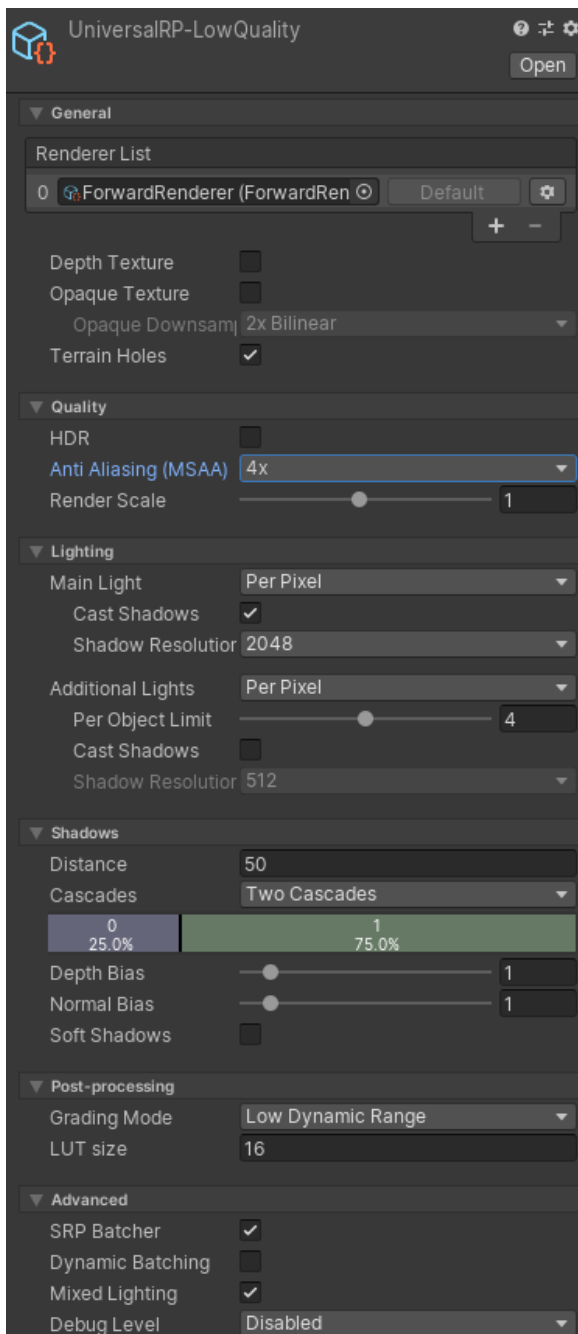 UniversalRP-LowQuality
Open
General
Renderer List
0 ForwardRenderer (ForwardRen Default
+ −
Depth Texture
Opaque Texture
Opaque Downsamp 2x Bilinear
Terrain Holes
Quality
HDR
Anti Aliasing (MSAA) 4x
Render Scale 1
Lighting
Main Light Per Pixel
Cast Shadows
Shadow Resolution 2048
Additional Lights Per Pixel
Per Object Limit 4
Cast Shadows
Shadow Resolution 512
Shadows
Distance 50
Cascades Two Cascades
0 1
25.0% 75.0%
Depth Bias 1
Normal Bias 1
Soft Shadows
Post-processing
Grading Mode Low Dynamic Range
LUT size 16
Advanced
SRP Batcher
Dynamic Batching
Mixed Lighting
Debug Level Disabled